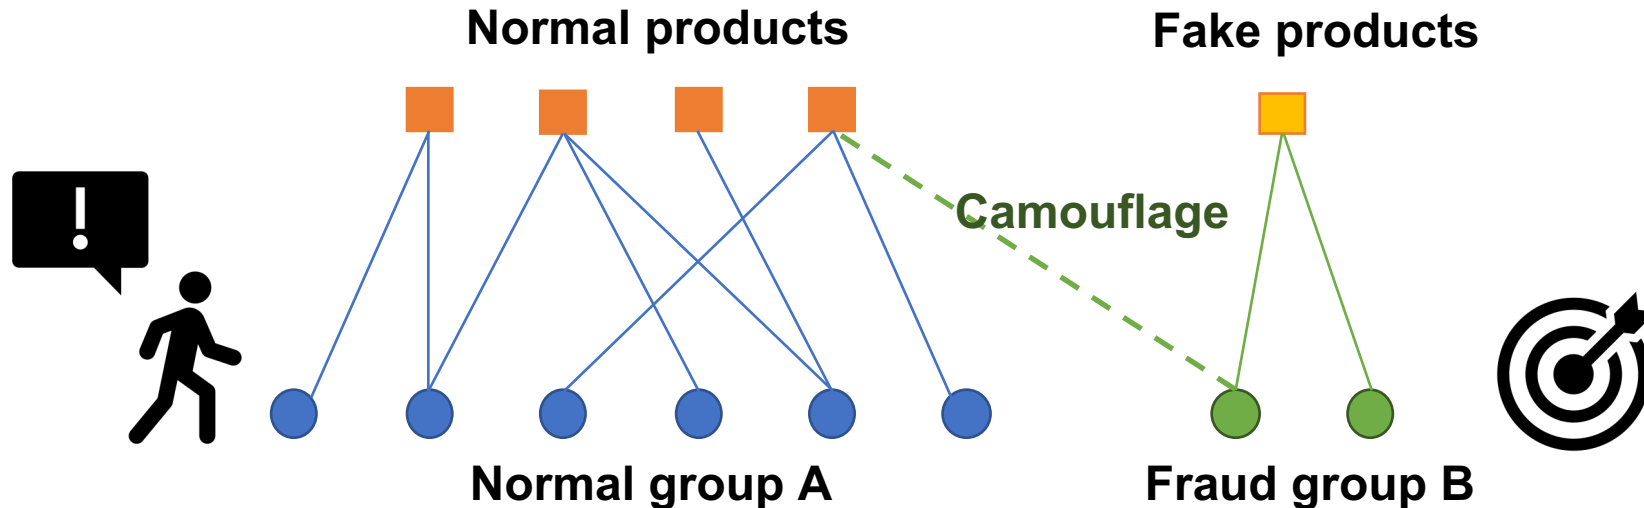 Normal products
Fake products
!
Camouflage
Normal group A
Fraud group B